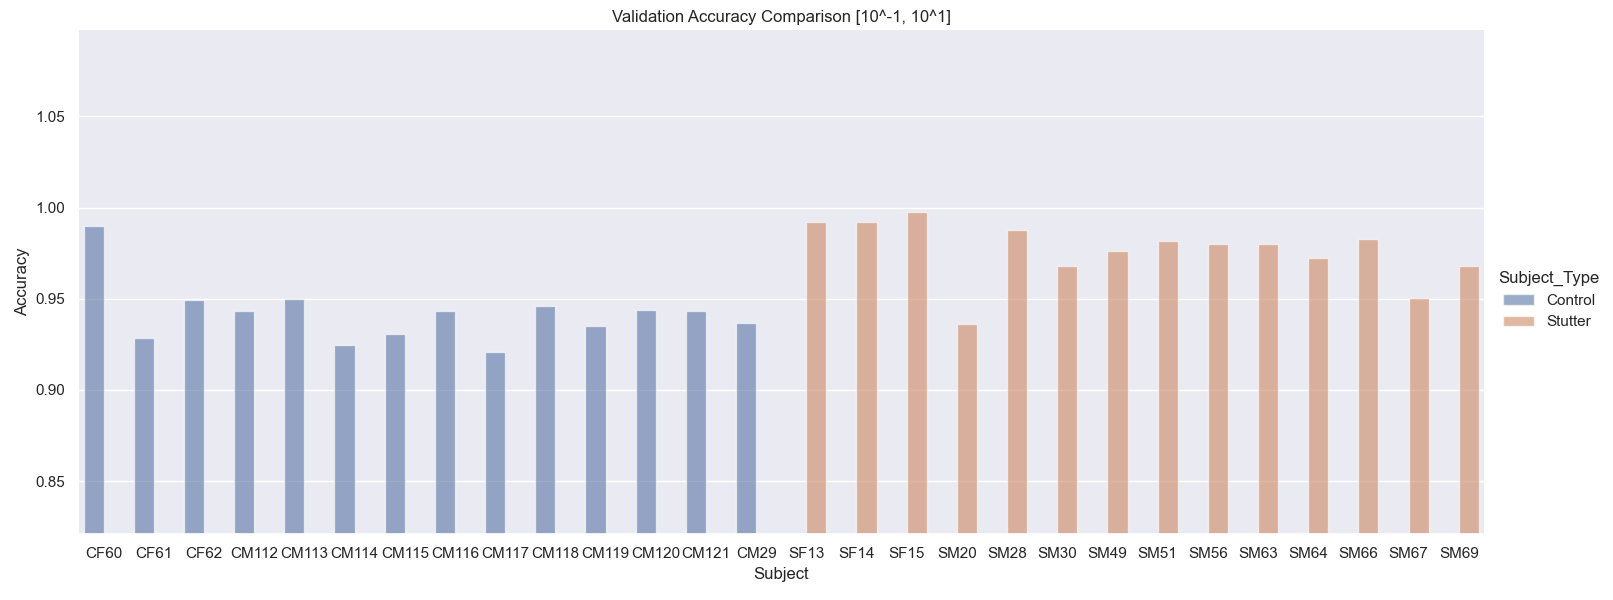 Validation Accuracy Comparison [10^-1, 10^1]
1.05
1.00
0.95
0.90
0.85
Accuracy
CF60 CF61 CF62 CM112 CM113 CM114 CM115 CM116 CM117 CM118 CM119 CM120 CM121 CM29 SF13 SF14 SF15 SM20 SM28 SM30 SM49 SM51 SM56 SM63 SM64 SM66 SM67 SM69
Subject
Subject_Type
Control
Stutter